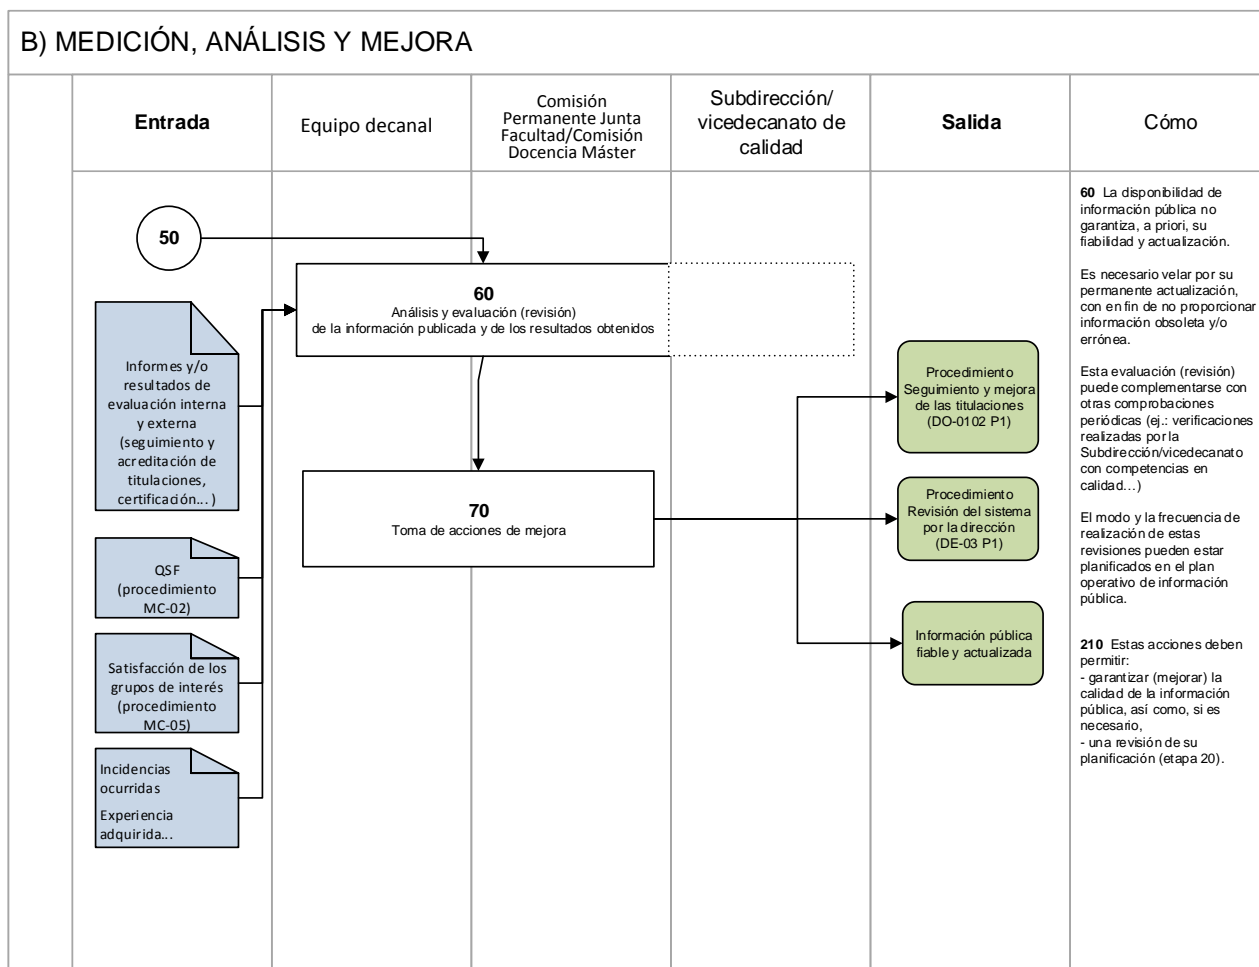 B) MEDICIÓN, ANÁLISIS Y MEJORA
Entrada
Equipo decanal
Comisión
Permanente Junta
Facultad/Comisión
Docencia Máster
Subdirección/
vicedecanato de
calidad
Salida
Cómo
50
60
Análisis y evaluación (revisión)
de la información publicada y de los resultados obtenidos
Informes y/o
resultados de
evaluación interna
y externa
(seguimiento y
acreditación de
titulaciones,
certificación... )
QSF
(procedimiento
MC-02)
Satisfacción de los
grupos de interés
(procedimiento
MC-05)
Incidencias
ocurridas
Experiencia
adquirida...
70
Toma de acciones de mejora
Procedimiento
Seguimiento y mejora
de las titulaciones
(DO-0102 P1)
Procedimiento
Revisión del sistema
por la dirección
(DE-03 P1)
Información pública
fiable y actualizada
60 La disponibilidad de
información pública no
garantiza, a priori, su
fiabilidad y actualización.
Es necesario velar por su
permanente actualización,
con en fin de no proporcionar
información obsoleta y/o
errónea.
Esta evaluación (revisión)
puede complementarse con
otras comprobaciones
periódicas (ej.: verificaciones
realizadas por la
Subdirección/vicedecanato
con competencias en
calidad…)
El modo y la frecuencia de
realización de estas
revisiones pueden estar
planificados en el plan
operativo de información
pública.
210 Estas acciones deben
permitir:
- garantizar (mejorar) la
calidad de la información
pública, así como, si es
necesario,
- una revisión de su
planificación (etapa 20).